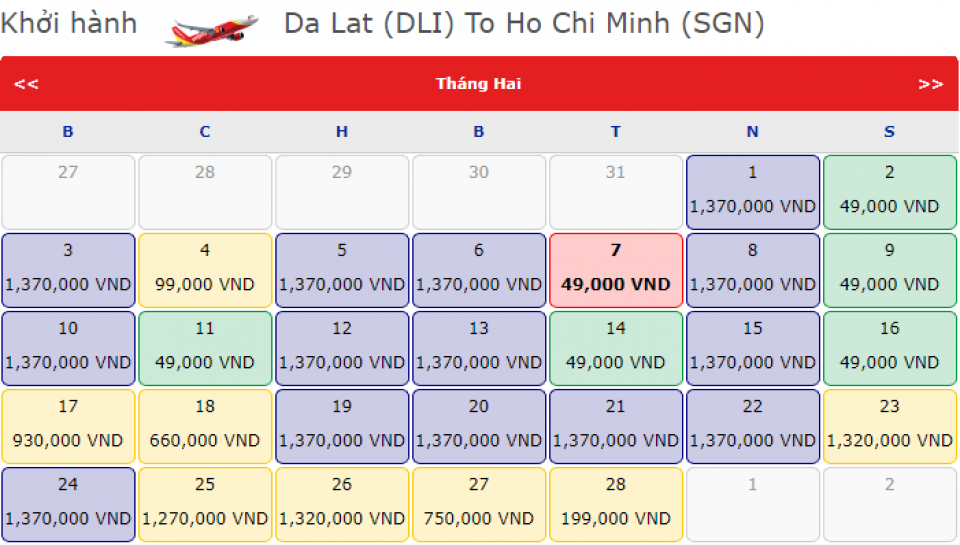 Khởi hành Da Lat (DLI) To Ho Chi Minh (SGN)
<< Tháng Hai >>
B C H B T N S
27 28 29 30 31 1 2
1,370,000 VND 49,000 VND
3 4 5 6 7 8 9
1,370,000 VND 99,000 VND 1,370,000 VND 1,370,000 VND 49,000 VND 1,370,000 VND 49,000 VND
10 11 12 13 14 15 16
1,370,000 VND 49,000 VND 1,370,000 VND 1,370,000 VND 49,000 VND 1,370,000 VND 49,000 VND
17 18 19 20 21 22 23
930,000 VND 660,000 VND 1,370,000 VND 1,370,000 VND 1,370,000 VND 1,370,000 VND 1,320,000 VND
24 25 26 27 28 1 2
1,370,000 VND 1,270,000 VND 1,320,000 VND 750,000 VND 199,000 VND